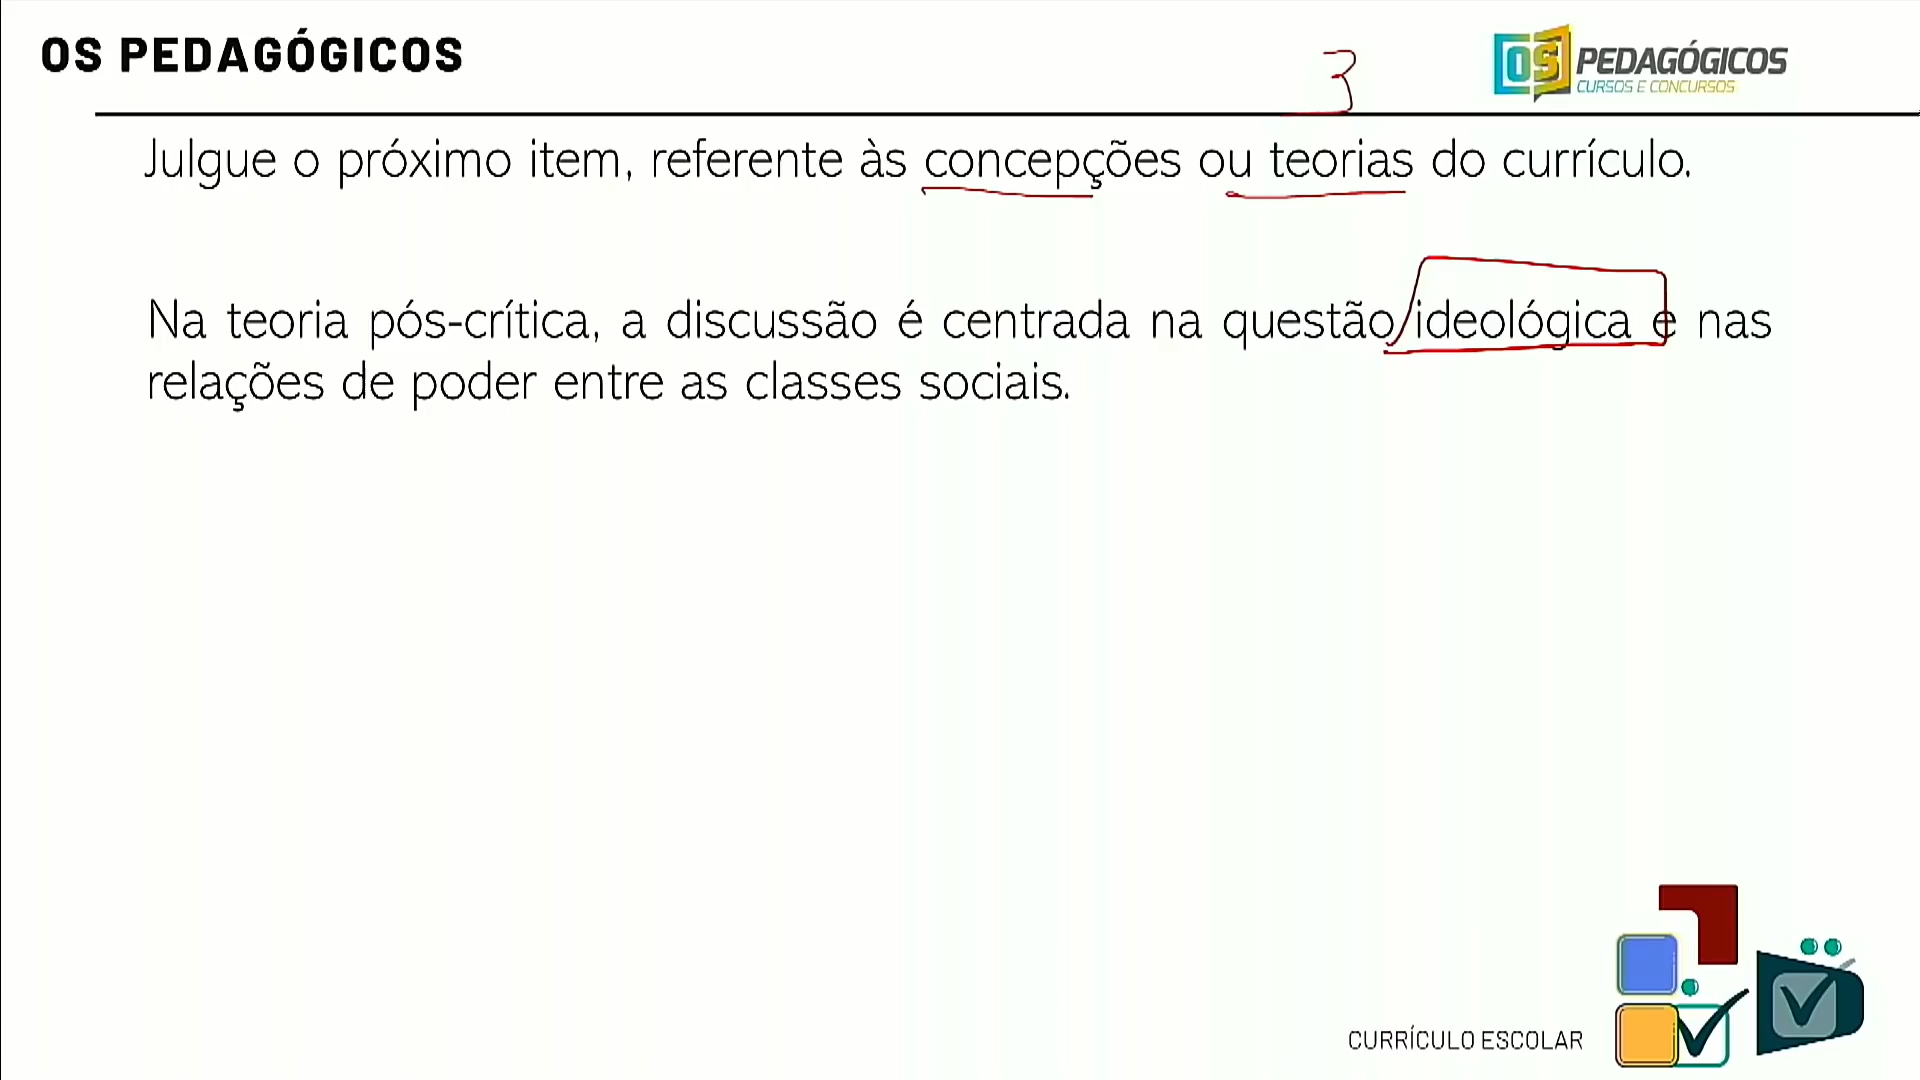 OS PEDAGÓGICOS
3
OS PEDAGÓGICOS
CURSOS E CONCURSOS
Julgue o próximo item, referente às concepções ou teorias do currículo.
Na teoria pós-crítica, a discussão é centrada na questão ideológica e nas
relações de poder entre as classes sociais.
CURRÍCULO ESCOLAR